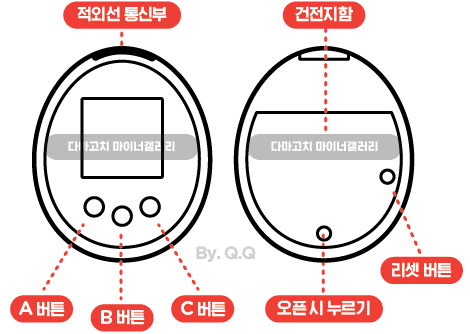 적외선 통신부
건전지함
다마고치 마이너갤러리
다마고치 마이너갤러리
By. Q.Q
리셋 버튼
A 버튼
B 버튼
C 버튼
오픈 시 누르기